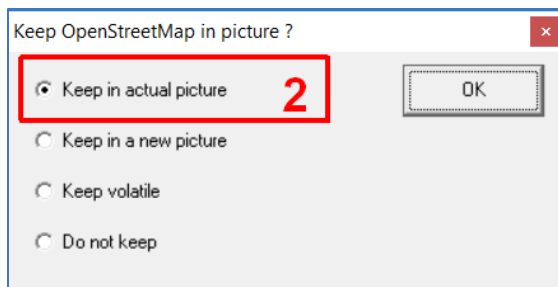 Keep OpenStreetMap in picture ?
×
Keep in actual picture
2
OK
Keep in a new picture
Keep volatile
Do not keep